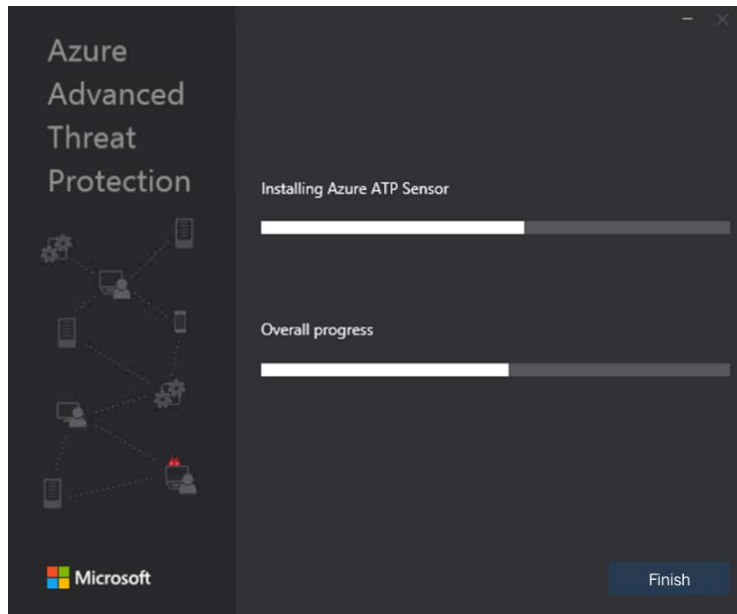 Azure
Advanced
Threat
Protection
Installing Azure ATP Sensor
Overall progress
Microsoft
Finish